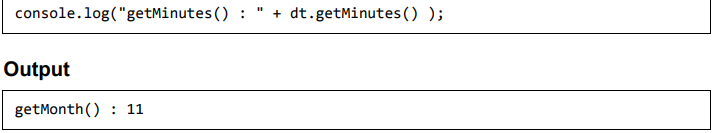 console.log("getMinutes() : " + dt.getMinutes() );
Output
getMonth() : 11